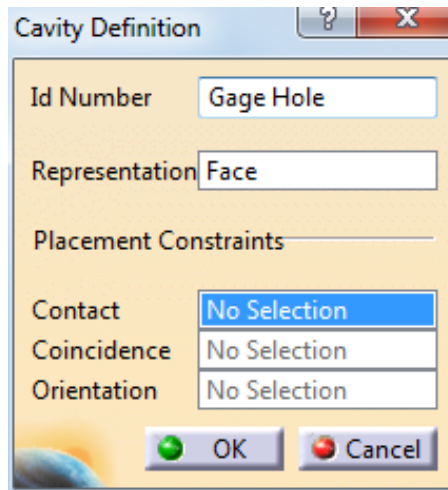 Cavity Definition
Id Number Gage Hole
Representation Face
Placement Constraints
Contact No Selection
Coincidence No Selection
Orientation No Selection
OK Cancel